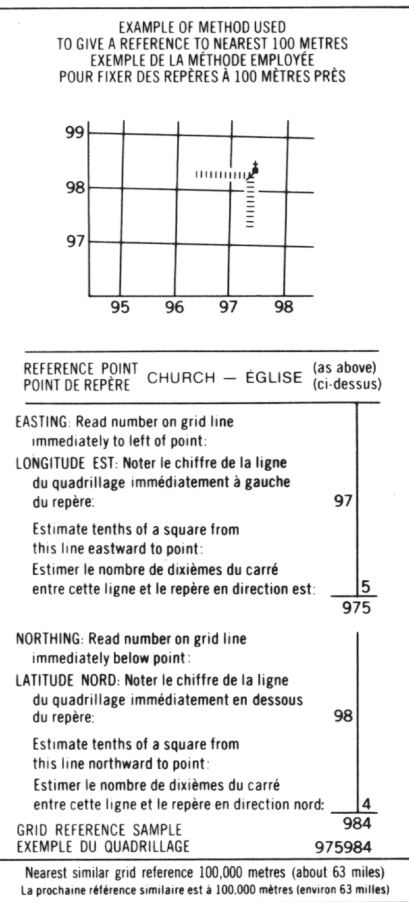 EXAMPLE OF METHOD USED
TO GIVE A REFERENCE TO NEAREST 100 METRES
EXEMPLE DE LA MÉTHODE EMPLOYÉE
POUR FIXER DES REPÈRES À 100 MÈTRES PRÈS
99
98
97
95 96 97 98
REFERENCE POINT
POINT DE REPÈRE
CHURCH — ÉGLISE
(as above)
(ci-dessus)
EASTING: Read number on grid line
immediately to left of point:
LONGITUDE EST: Noter le chiffre de la ligne
du quadrillage immédiatement à gauche
du repère: 97
Estimate tenths of a square from
this line eastward to point:
Estimer le nombre de dixièmes du carré
entre cette ligne et le repère en direction est: 5
975
NORTHING: Read number on grid line
immediately below point:
LATITUDE NORD: Noter le chiffre de la ligne
du quadrillage immédiatement en dessous
du repère: 98
Estimate tenths of a square from
this line northward to point:
Estimer le nombre de dixièmes du carré
entre cette ligne et le repère en direction nord: 4
984
GRID REFERENCE SAMPLE
EXEMPLE DU QUADRILLAGE 975984
Nearest similar grid reference 100,000 metres (about 63 miles)
La prochaine référence similaire est à 100,000 mètres (environ 63 milles)